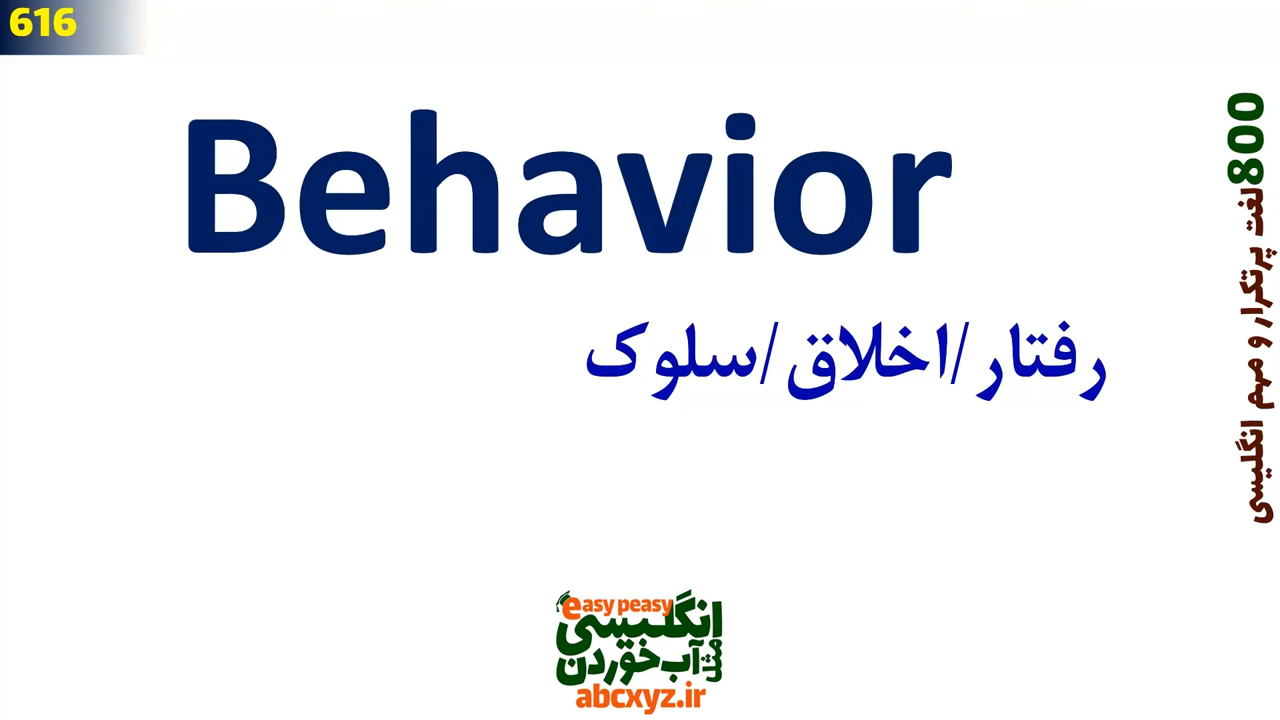 616
Behavior
رفتار/اخلاق/سلوک
800 لغت پرتکرار و مهم انگلیسی
easy peasy
انگلیسی
مثل آب خوردن
abcxyz.ir